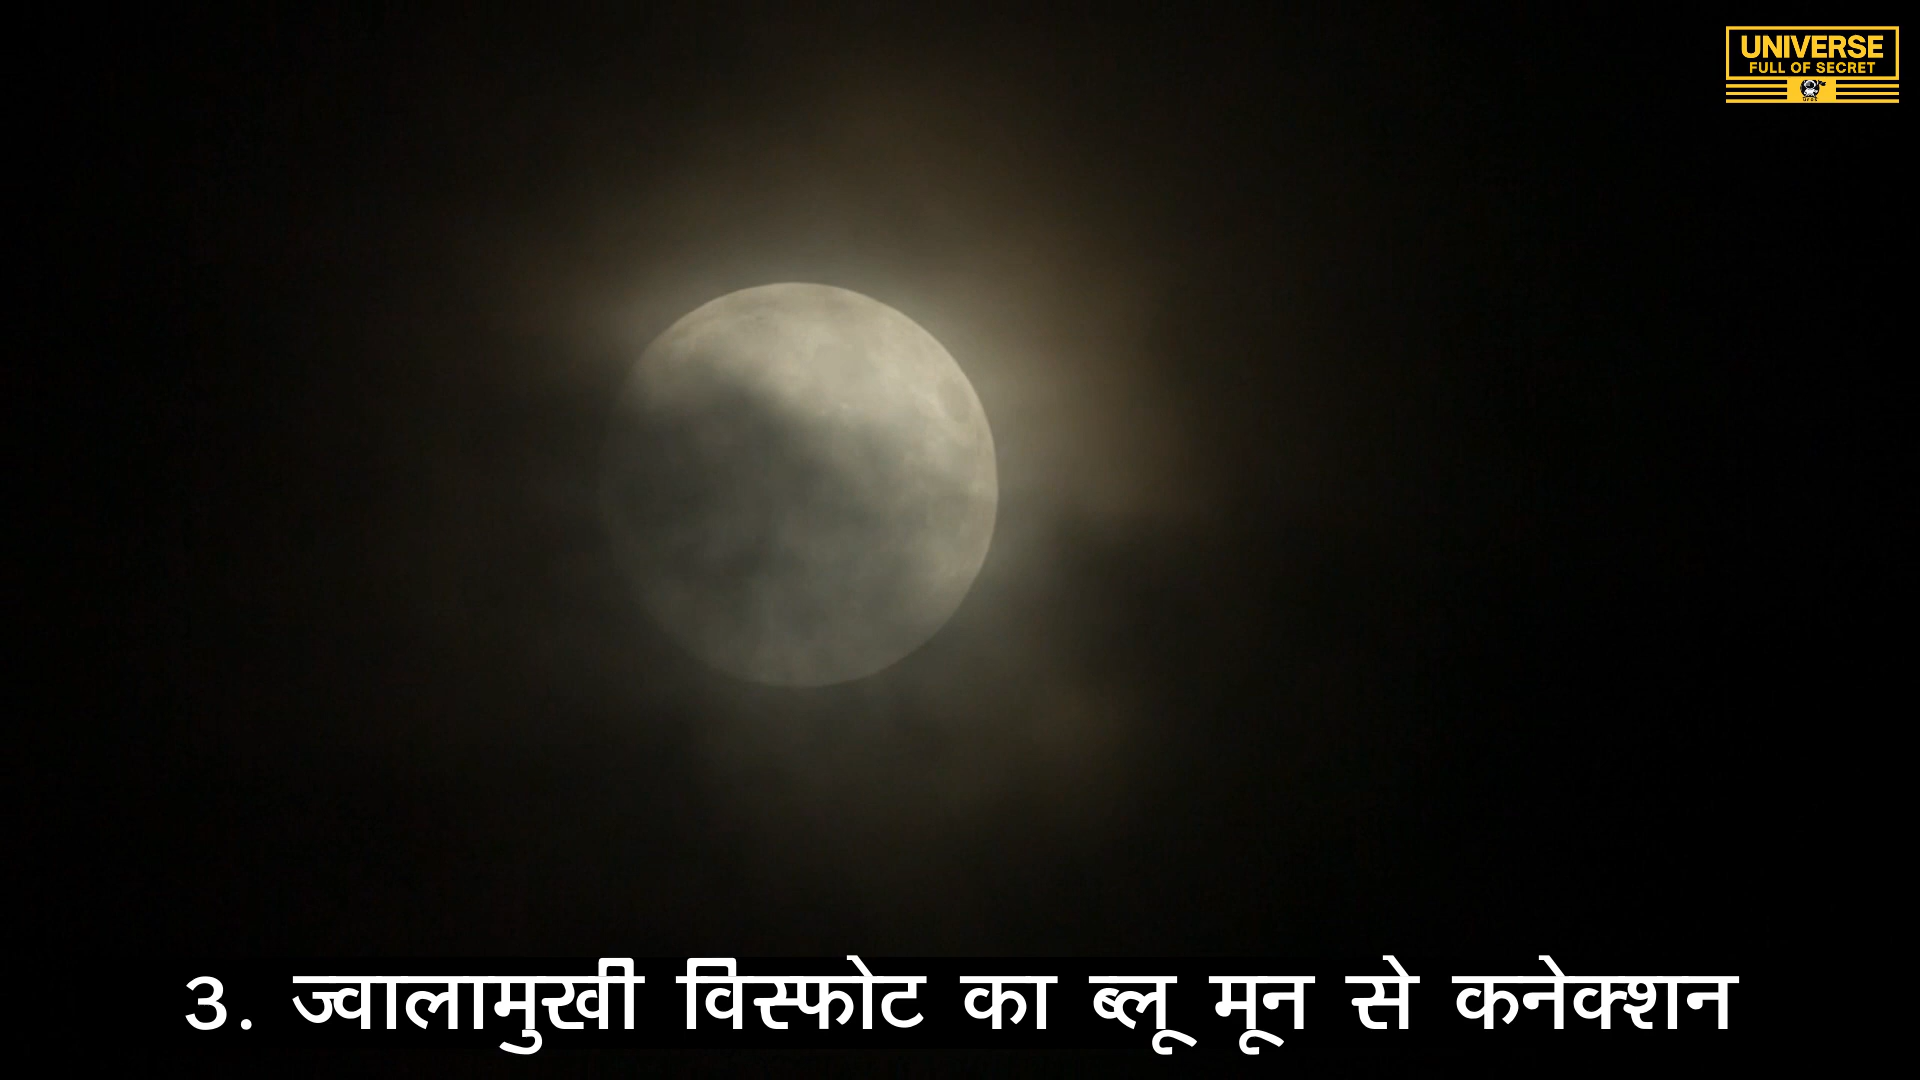 UNIVERSE
FULL OF SECRET
3. ज्वालामुखी विस्फोट का ब्लू मून से कनेक्शन